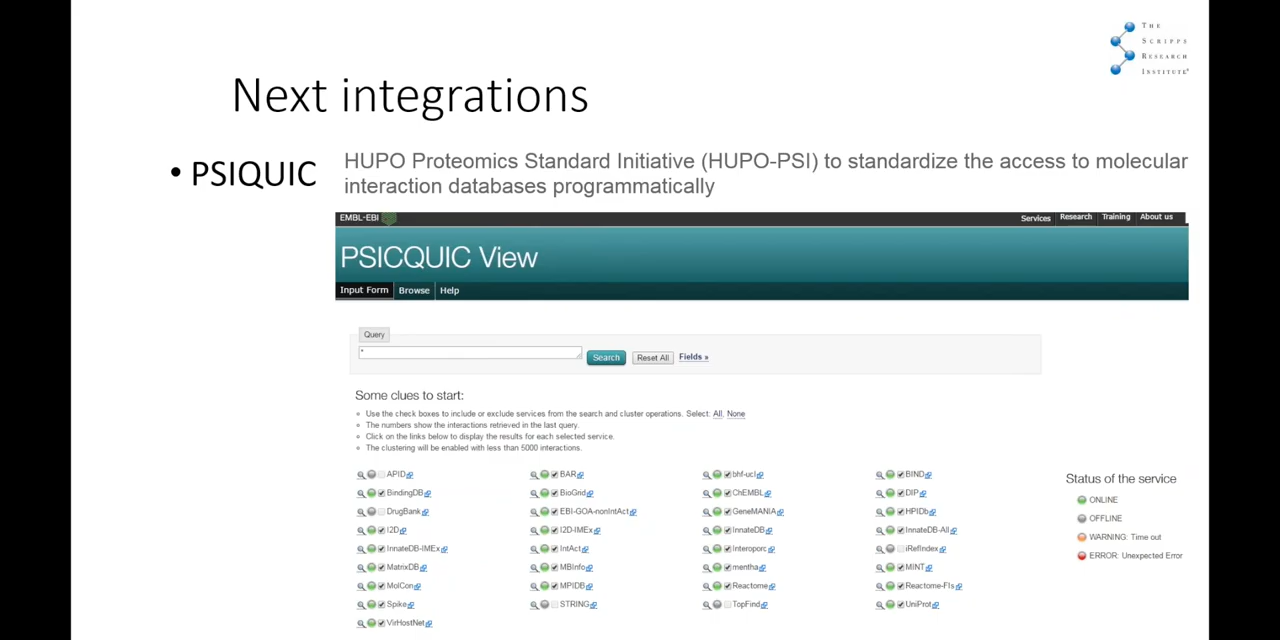 THE
SCRIPPS
RESEARCH
INSTITUTE
Next integrations
• PSIQUIC
HUPO Proteomics Standard Initiative (HUPO-PSI) to standardize the access to molecular
interaction databases programmatically
EMBL-EBI
Services Research Training About us
PSICQUIC View
Input Form Browse Help
Query
*
Search Reset All Fields »
Some clues to start:
Use the check boxes to include or exclude services from the search and cluster operations. Select: All, None
The numbers show the interactions retrieved in the last query.
Click on the links below to display the results for each selected service.
The clustering will be enabled with less than 5000 interactions.
APID BAR bhf-ucl BIND
BindingDB BioGrid ChEMBL DIP
DrugBank EBI-GOA-nonIntAct GeneMANIA HPIDb
I2D I2D-IMEx InnateDB InnateDB-All
InnateDB-IMEx IntAct Interoporc iRefIndex
MatrixDB MBInfo mentha MINT
MolCon MPIDB Reactome Reactome-FIs
Spike STRING TopFind UniProt
VirHostNet
Status of the service
ONLINE
OFFLINE
WARNING: Time out
ERROR: Unexpected Error